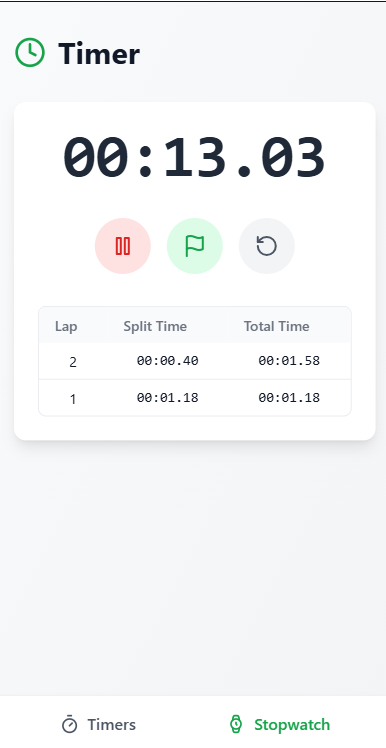 Timer
00:13.03
Lap Split Time Total Time
2 00:00.40 00:01.58
1 00:01.18 00:01.18
Timers Stopwatch